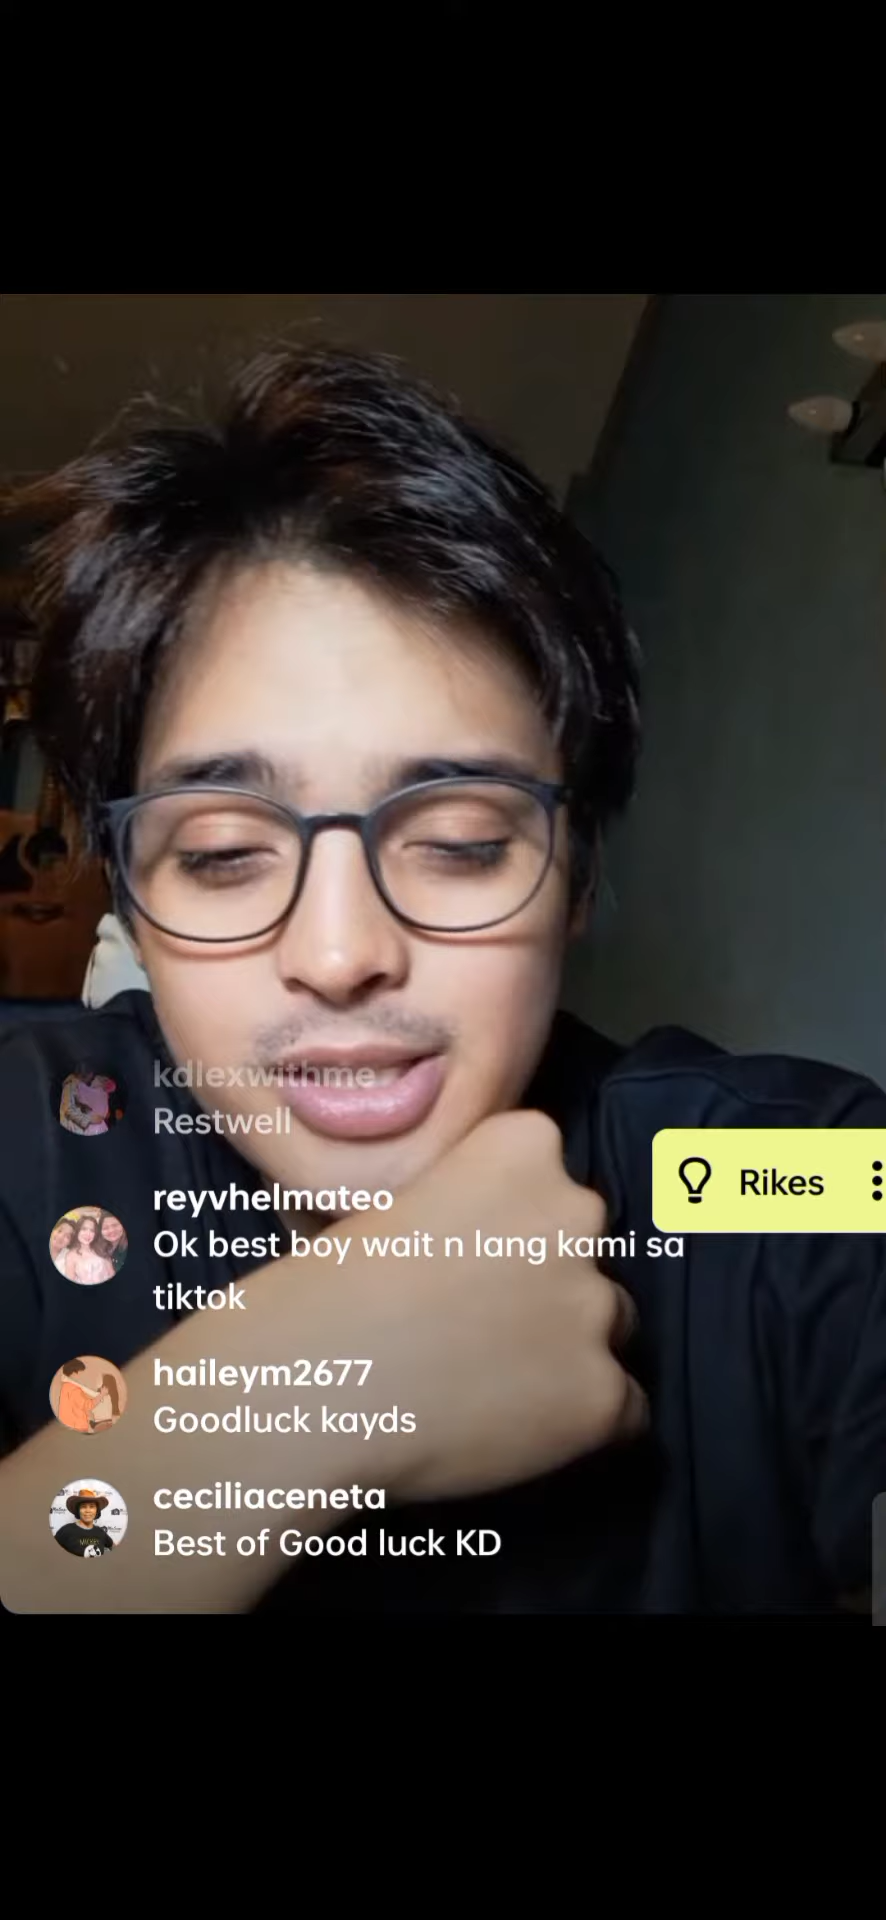 kdlexwithme
Restwell
reyvhelmateo
Rikes
Ok best boy wait n lang kami sa
tiktok
haileym2677
Goodluck kayds
ceciliaceneta
Best of Good luck KD